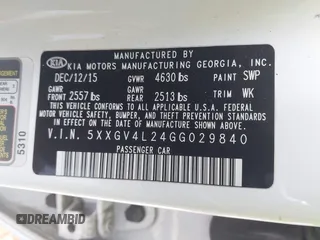 MANUFACTURED BY
KIA KIA MOTORS MANUFACTURING GEORGIA, INC.
DEC/12/15 GVWR 4630 lbs PAINT SWP
GAWR FRONT 2557 lbs GAWR REAR 2513 lbs TRIM WK
THIS VEHICLE CONFORMS TO ALL APPLICABLE
FEDERAL MOTOR VEHICLE SAFETY, BUMPER, AND
THEFT PREVENTION STANDARDS IN EFFECT ON
THE DATE OF MANUFACTURE SHOWN ABOVE.
V.I.N. 5XXGV4L24GG029840
PASSENGER CAR
5310
DREAMBID